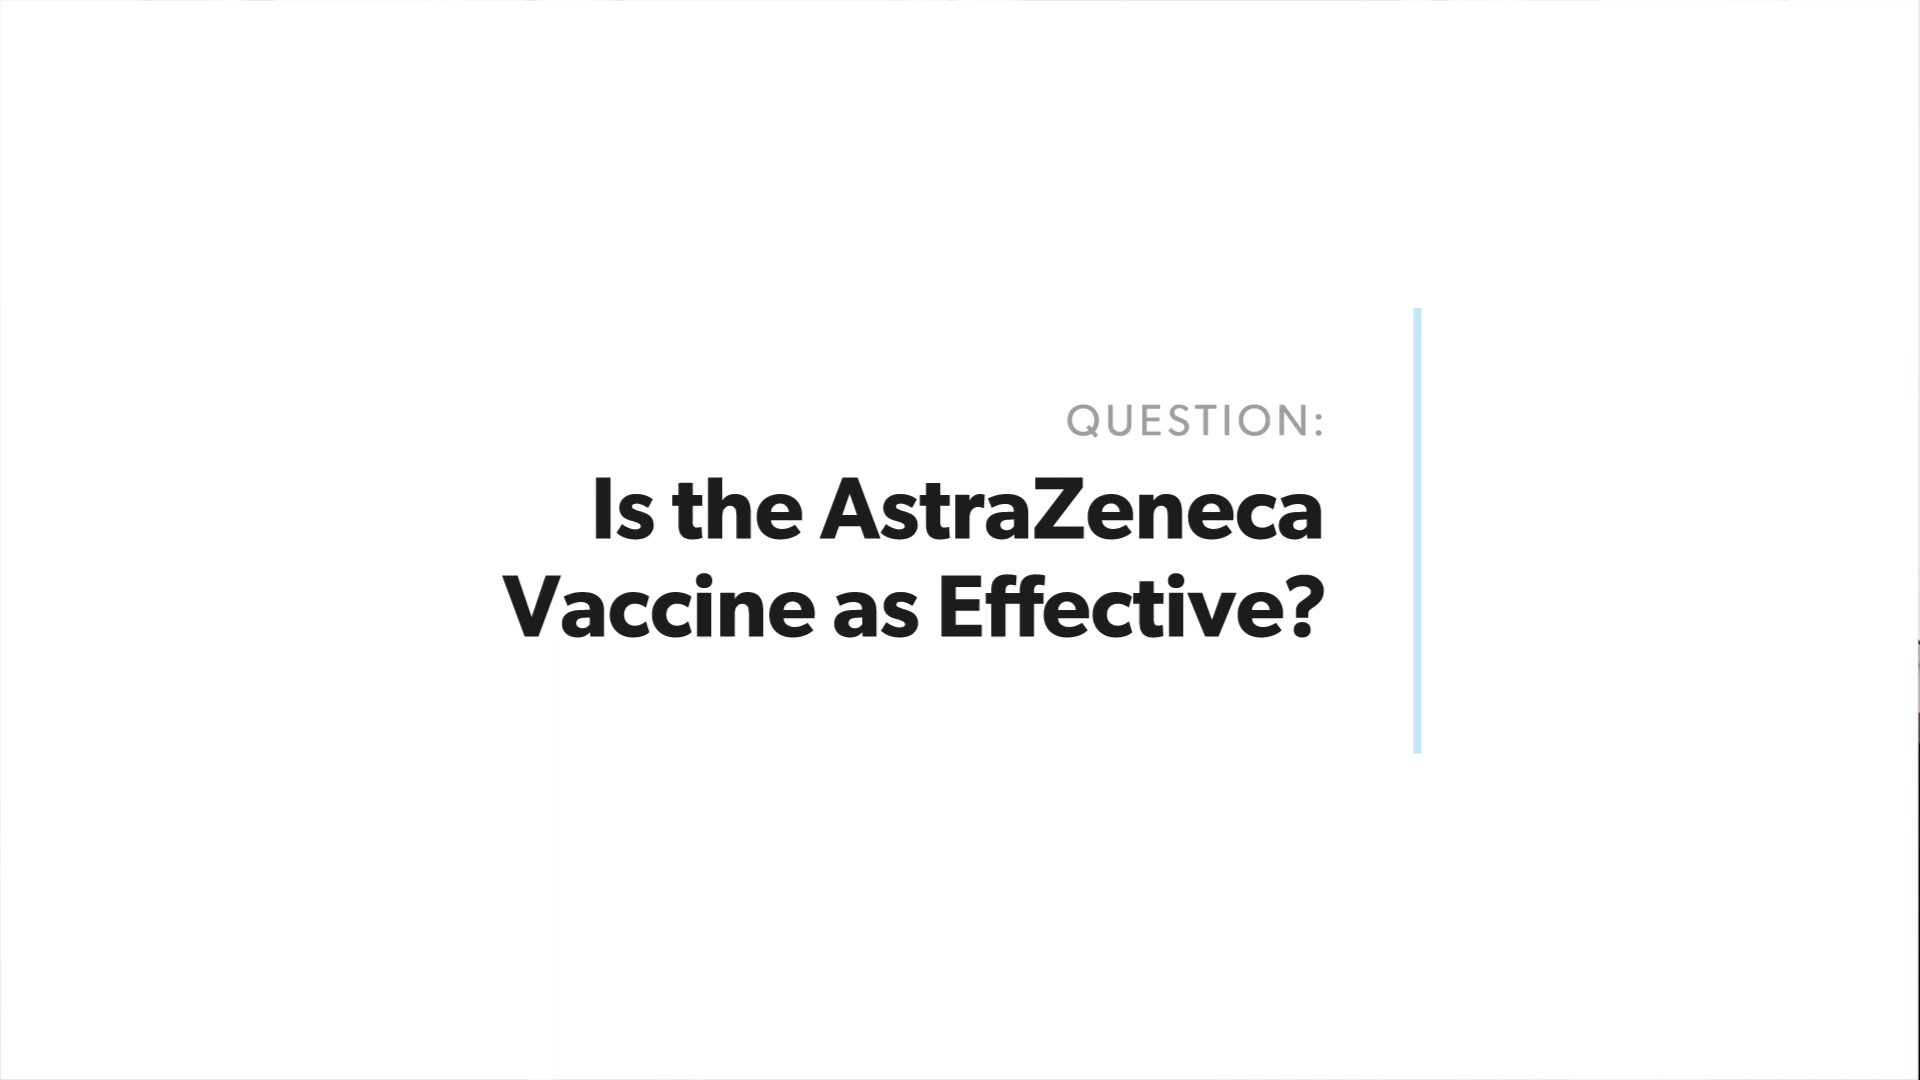 QUESTION:
Is the AstraZeneca
Vaccine as Effective?